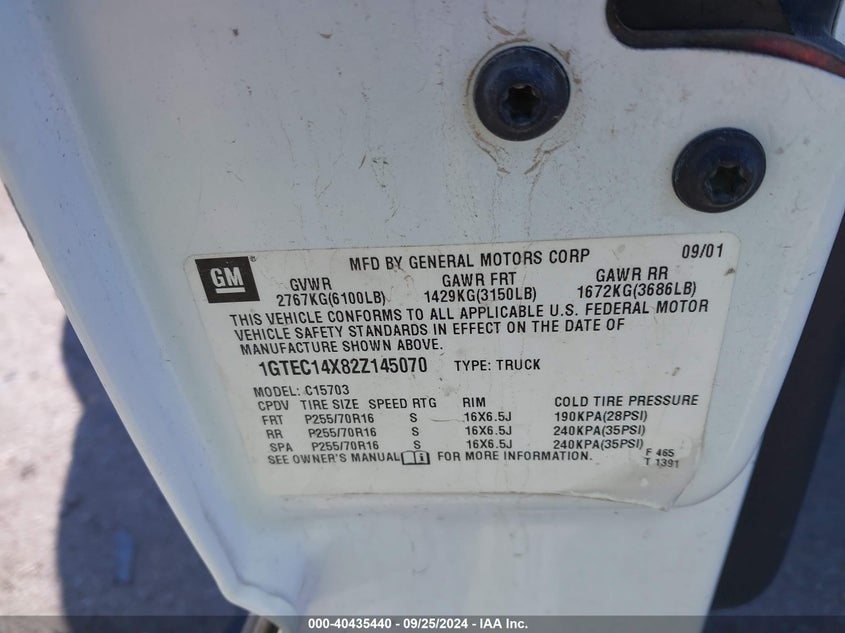 GM
MFD BY GENERAL MOTORS CORP 09/01
GVWR GAWR FRT GAWR RR
2767KG(6100LB) 1429KG(3150LB) 1672KG(3686LB)
THIS VEHICLE CONFORMS TO ALL APPLICABLE U.S. FEDERAL MOTOR
VEHICLE SAFETY STANDARDS IN EFFECT ON THE DATE OF
MANUFACTURE SHOWN ABOVE.
1GTEC14X82Z145070 TYPE: TRUCK
MODEL: C15703
CPDV TIRE SIZE SPEED RTG RIM COLD TIRE PRESSURE
FRT P255/70R16 S 16X6.5J 190KPA(28PSI)
RR P255/70R16 S 16X6.5J 240KPA(35PSI)
SPA P255/70R16 S 16X6.5J 240KPA(35PSI)
SEE OWNER'S MANUAL FOR MORE INFORMATION.
F 465
T 1391
000-40435440 - 09/25/2024 - IAA Inc.